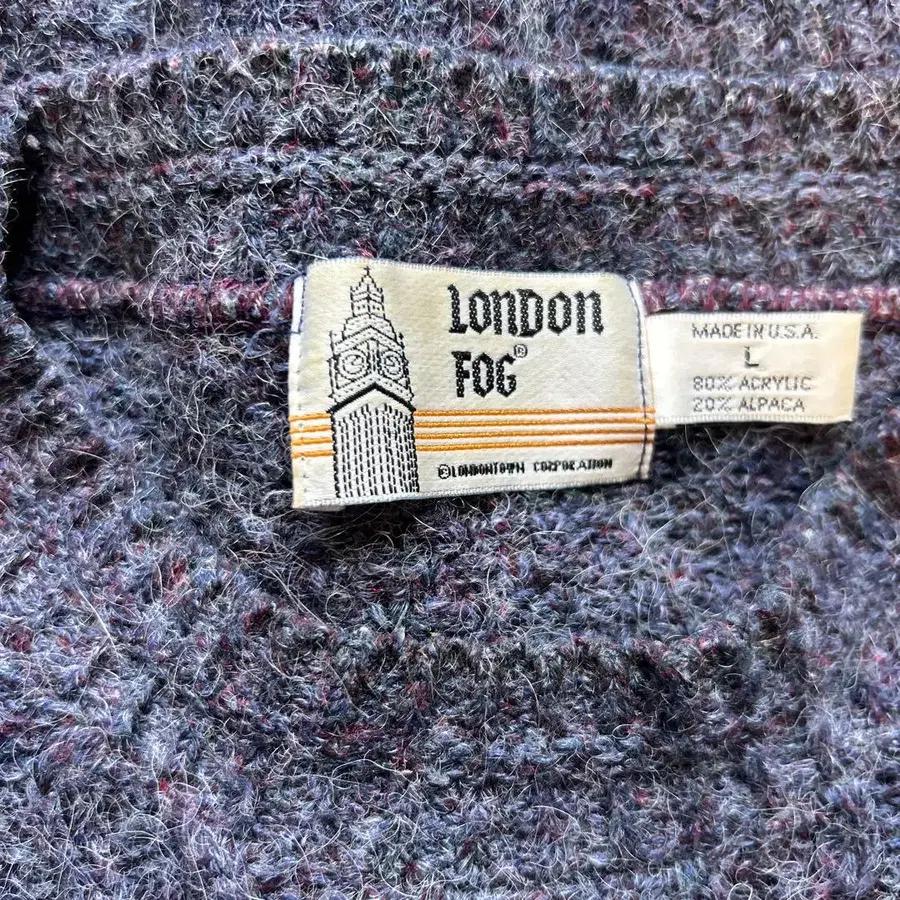 LONDON
FOG®
©LONDONTOWN CORPORATION
MADE IN U.S.A.
L
80% ACRYLIC
20% ALPACA